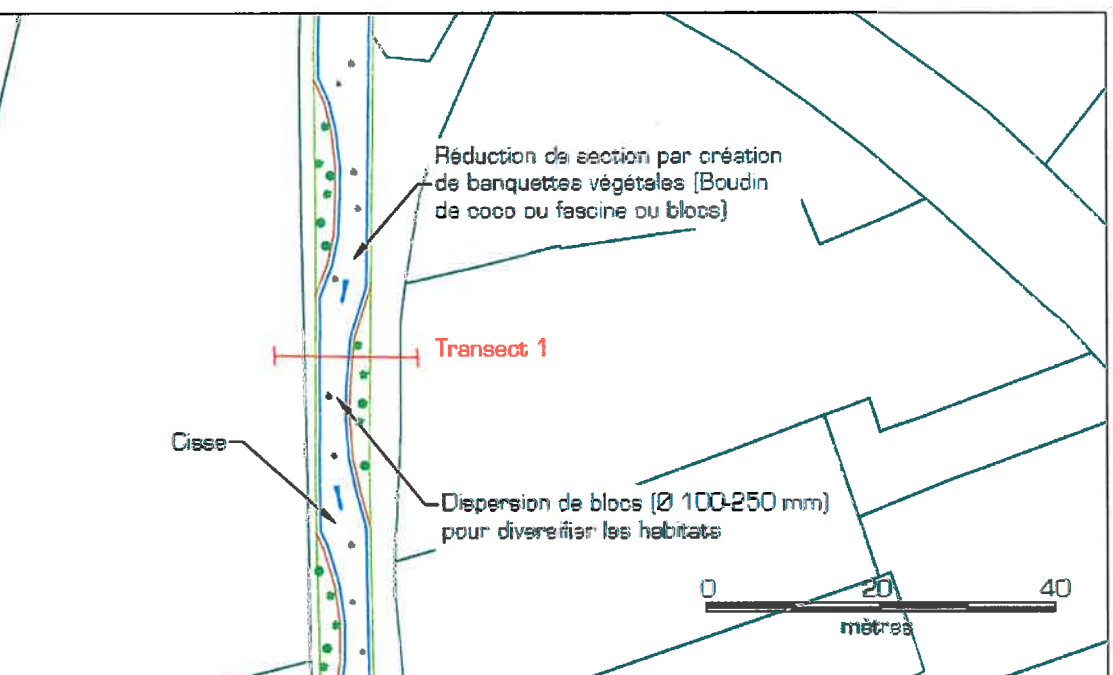 Réduction de section par création
de banquettes végétales (Boudin
de coco ou fascine ou blocs)
Transect 1
Cisse
Dispersion de blocs (Ø 100-250 mm)
pour diversifier les habitats
0 20 40
mètres